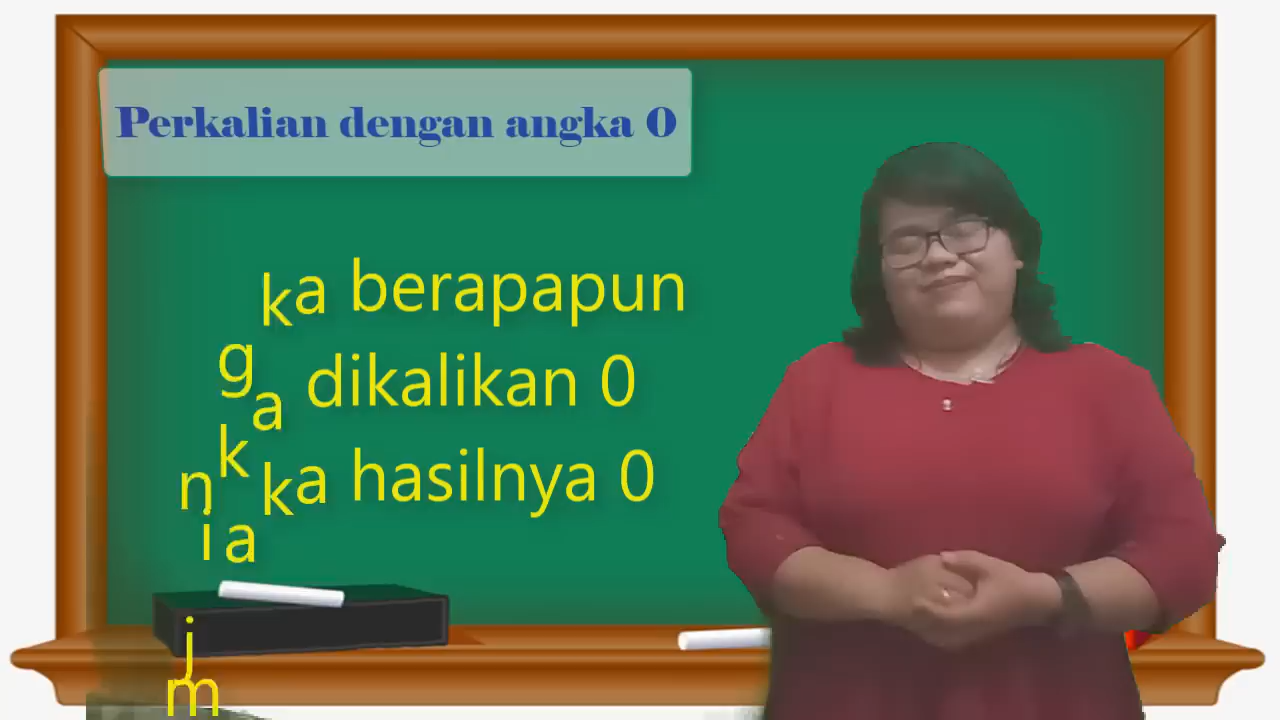 Perkalian dengan angka 0
ka berapapun
dikalikan 0
ka hasilnya 0